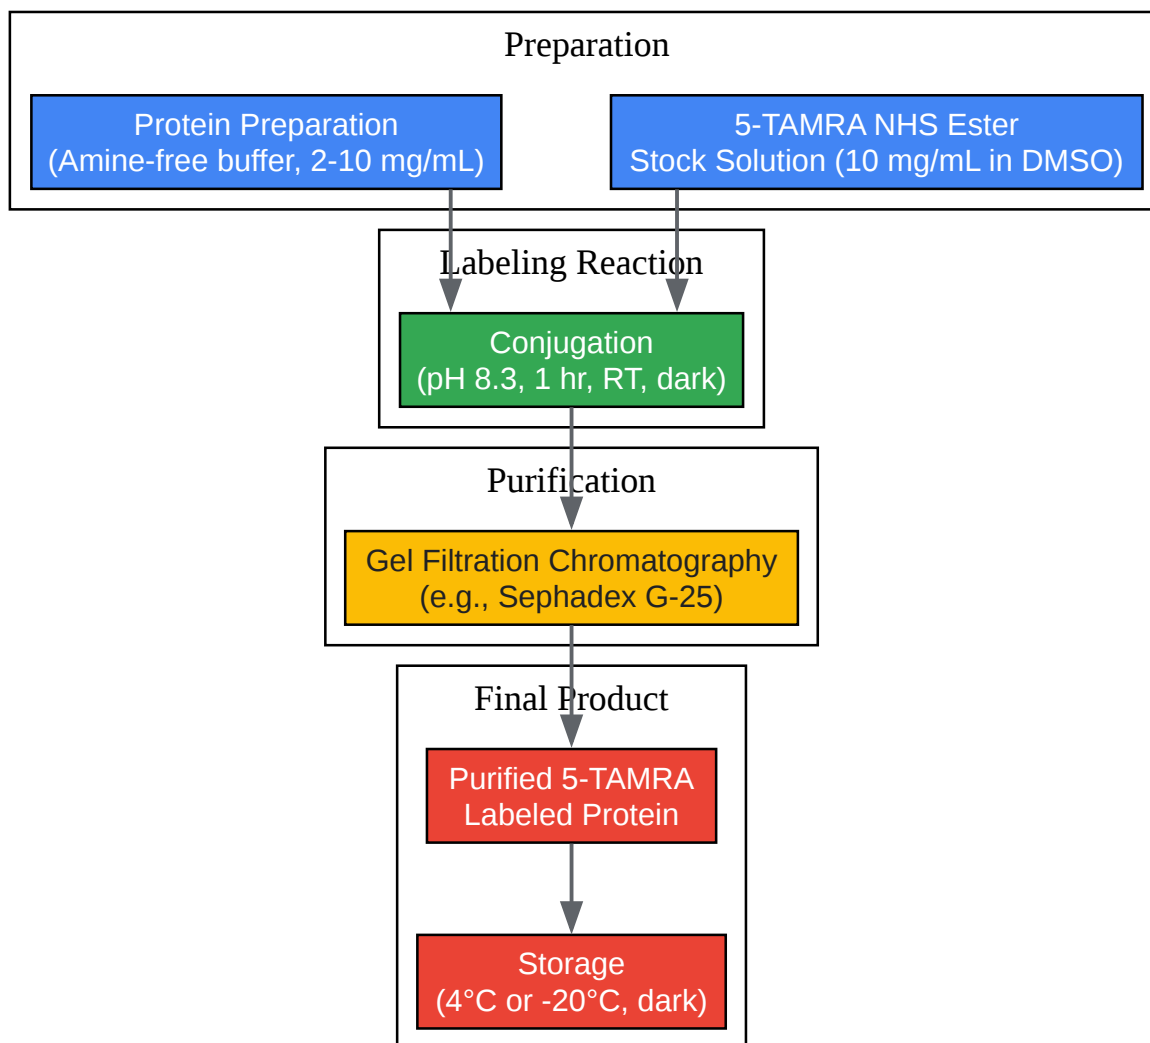 Preparation
Protein Preparation
(Amine-free buffer, 2-10 mg/mL)
5-TAMRA NHS Ester
Stock Solution (10 mg/mL in DMSO)
Labeling Reaction
Conjugation
(pH 8.3, 1 hr, RT, dark)
Purification
Gel Filtration Chromatography
(e.g., Sephadex G-25)
Final Product
Purified 5-TAMRA
Labeled Protein
Storage
(4°C or -20°C, dark)